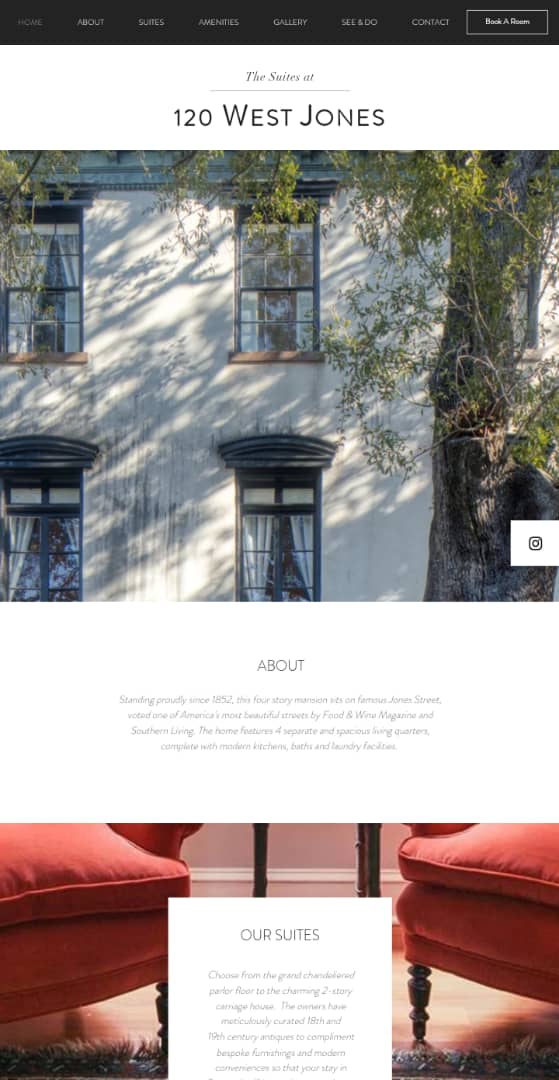 HOME ABOUT SUITES AMENITIES GALLERY SEE & DO CONTACT Book A Room
The Suites at
120 West Jones
ABOUT
Standing proudly since 1852, this four story mansion sits on famous Jones Street,
voted one of America's most beautiful streets by Food & Wine Magazine and
Southern Living. The home features 4 separate and spacious living quarters,
complete with modern kitchens, baths and laundry facilities.
OUR SUITES
Choose from the grand chandeliered
parlor floor to the charming 2-story
carriage house. The owners have
meticulously curated 18th and
19th century antiques to compliment
bespoke furnishings and modern
conveniences so that your stay in